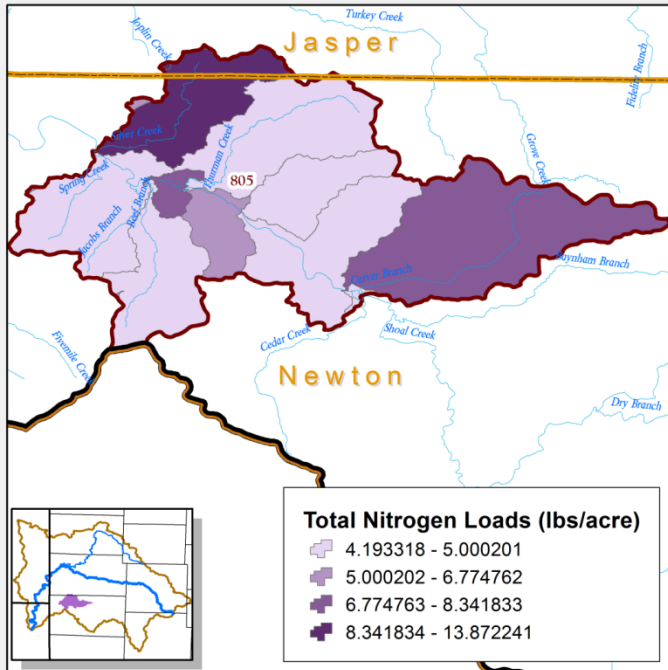 Turkey Creek
Joplin Creek
Jasper
Fidelity Branch
Silver Creek
Thurman Creek
Grove Creek
Spring Creek
805
Reed Branch
Jacobs Branch
Carver Branch
Baynham Branch
Cedar Creek
Shoal Creek
Fivemile Creek
Newton
Dry Branch
Total Nitrogen Loads (lbs/acre)
4.193318 - 5.000201
5.000202 - 6.774762
6.774763 - 8.341833
8.341834 - 13.872241